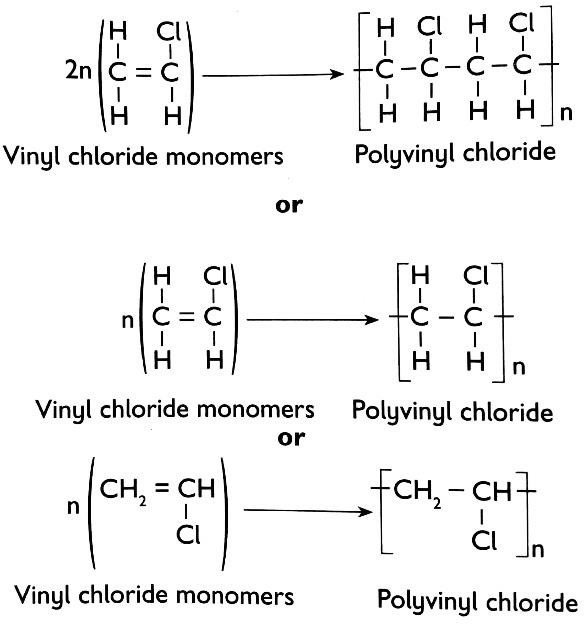 H Cl H Cl H Cl
2n C = C C – C – C – C
H H H H H H n
Vinyl chloride monomers Polyvinyl chloride
or
H Cl H Cl
n C = C C – C
H H H H n
Vinyl chloride monomers Polyvinyl chloride
or
n CH₂ = CH CH₂ – CH
Cl Cl n
Vinyl chloride monomers Polyvinyl chloride